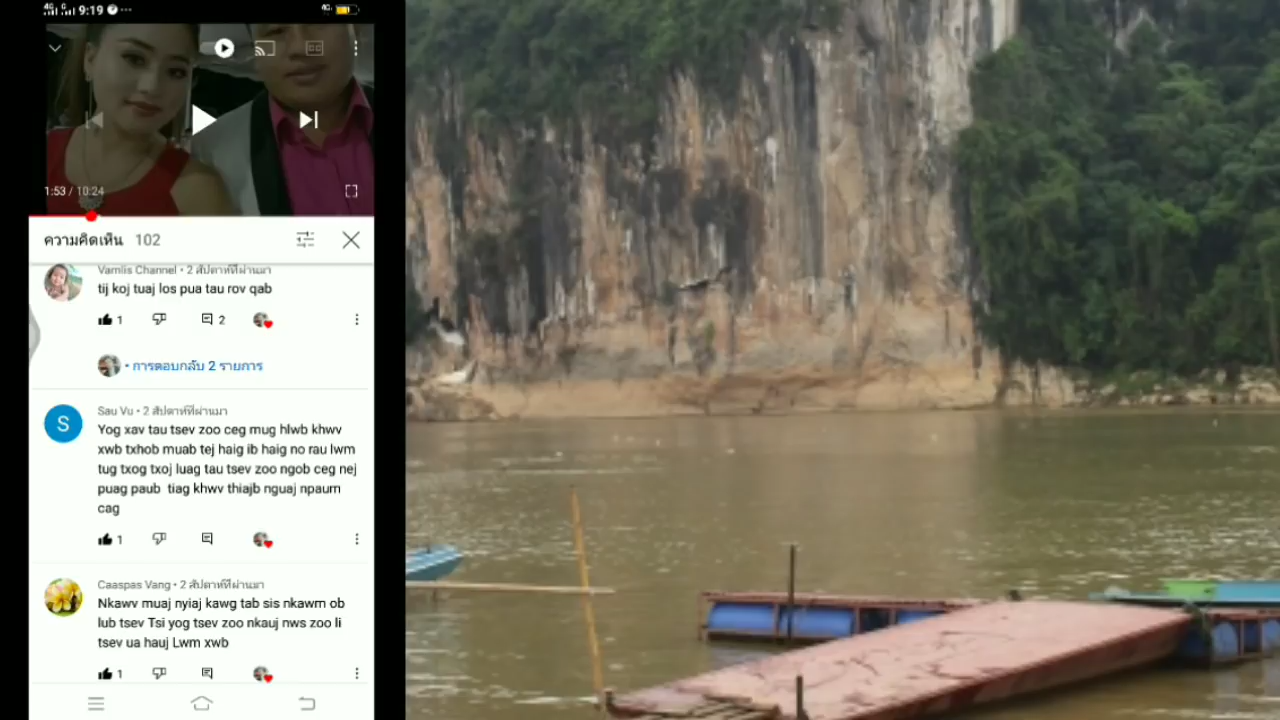 4G
9:19
4G
1:53 / 10:24
ความคิดเห็น 102
Vamlis Channel • 2 สัปดาห์ที่ผ่านมา
tij koj tuaj los pua tau rov qab
1
2
• การตอบกลับ 2 รายการ
S
Sau Vu • 2 สัปดาห์ที่ผ่านมา
Yog xav tau tsev zoo ceg mug hlwb khwv
xwb txhob muab tej haig ib haig no rau lwm
tug txog txoj luag tau tsev zoo ngob ceg nej
puag paub tiag khwv thiajb nguaj npaum
cag
1
Caaspas Vang • 2 สัปดาห์ที่ผ่านมา
Nkawv muaj nyiaj kawg tab sis nkawm ob
lub tsev Tsi yog tsev zoo nkauj nws zoo li
tsev ua hauj Lwm xwb
1